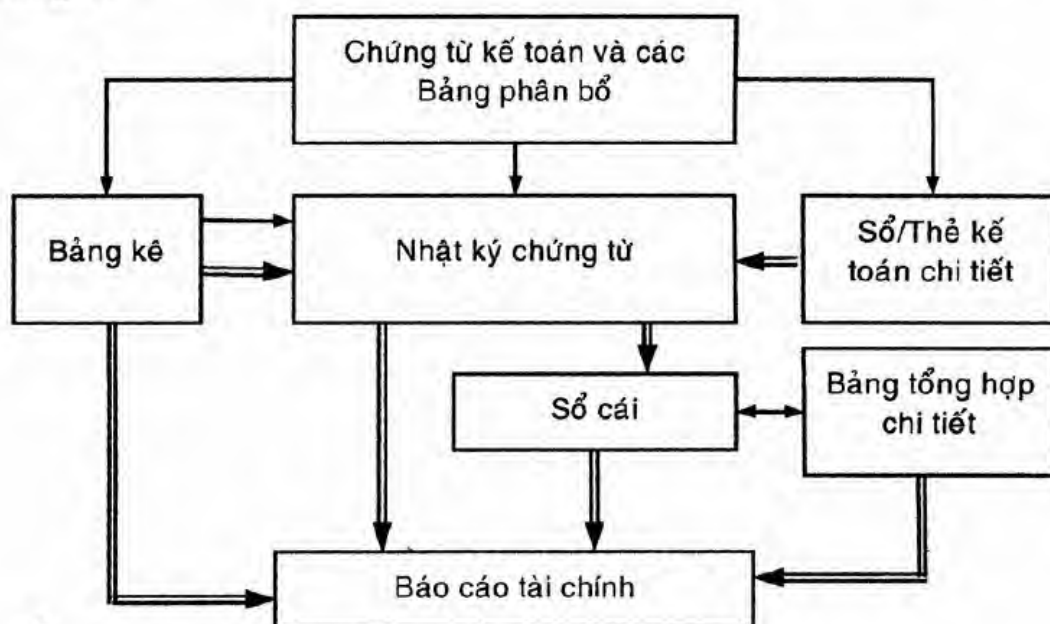 Chứng từ kế toán và các
Bảng phân bổ
Bảng kê
Nhật ký chứng từ
Sổ/Thẻ kế
toán chi tiết
Sổ cái
Bảng tổng hợp
chi tiết
Báo cáo tài chính